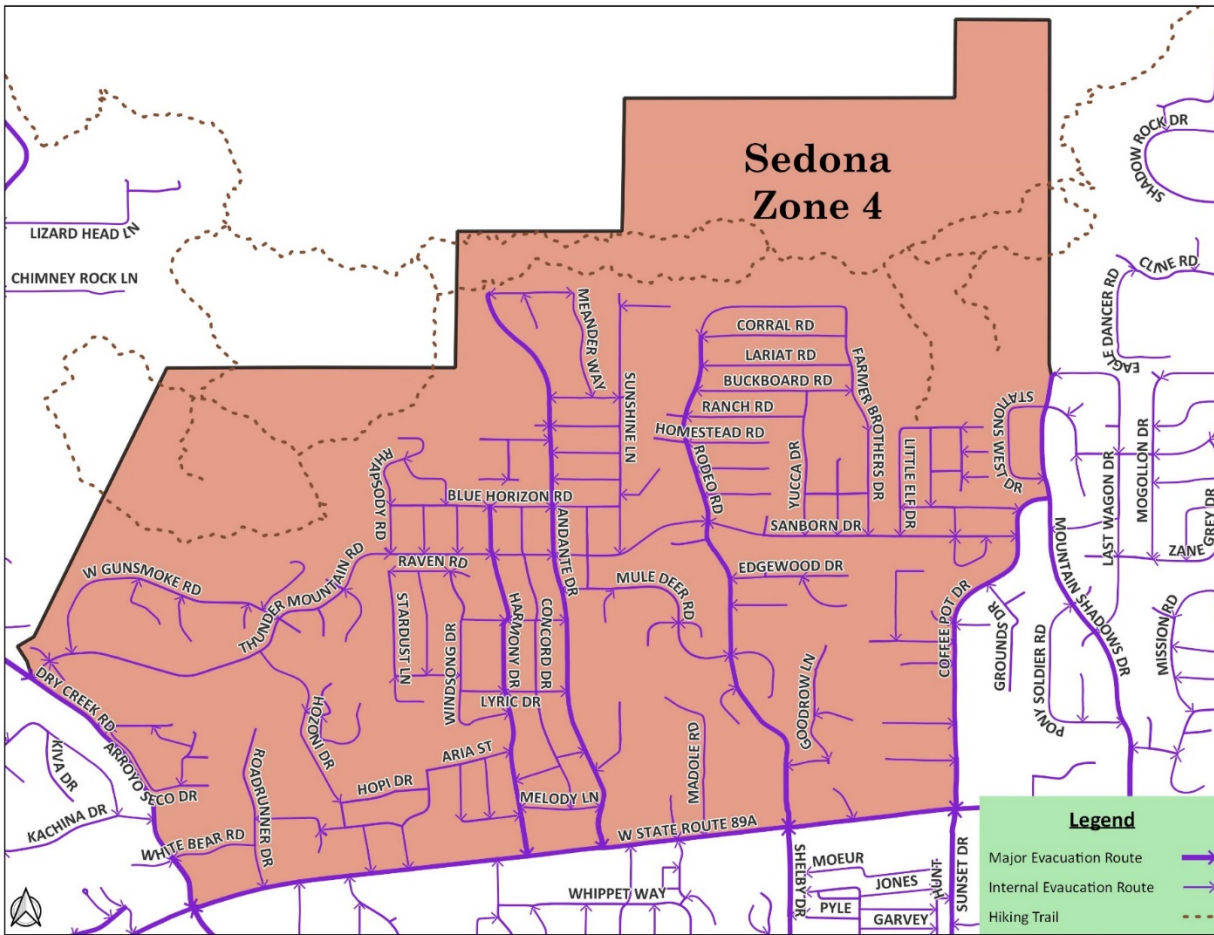 Sedona
Zone 4
SHADOW ROCK DR
LIZARD HEAD LN
CHIMNEY ROCK LN
CLINE RD
EAGLE DANCER RD
MEANDER WAY
CORRAL RD
LARIAT RD
BUCKBOARD RD
RANCH RD
HOMESTEAD RD
FARMER BROTHERS DR
SUNSHINE LN
STATIONS WEST DR
LITTLE ELF DR
YUCCA DR
RODEO RD
LAST WAGON DR
MOGOLLON DR
GREY DR
RHAPSODY RD
BLUE HORIZON RD
ANDANTE DR
SANBORN DR
ZANE
W GUNSMOKE RD
THUNDER MOUNTAIN RD
RAVEN RD
EDGEWOOD DR
MULE DEER RD
MOUNTAIN SHADOWS DR
STARDUST LN
WINDSONG DR
HARMONY DR
CONCORD DR
COFFEE POT DR
GROUNDS DR
PONY SOLDIER RD
MISSION RD
DRY CREEK RD
LYRIC DR
GOODROW LN
HOZONI DR
ARROYO SECO DR
KIVA DR
ROADRUNNER DR
ARIA ST
HOPI DR
MELODY LN
MADOLE RD
KACHINA DR
WHITE BEAR RD
W STATE ROUTE 89A
WHIPPET WAY
SHELBY DR
MOEUR
JONES
PYLE
GARVEY
HUNT
SUNSET DR
Legend
Major Evacuation Route
Internal Evaucation Route
Hiking Trail